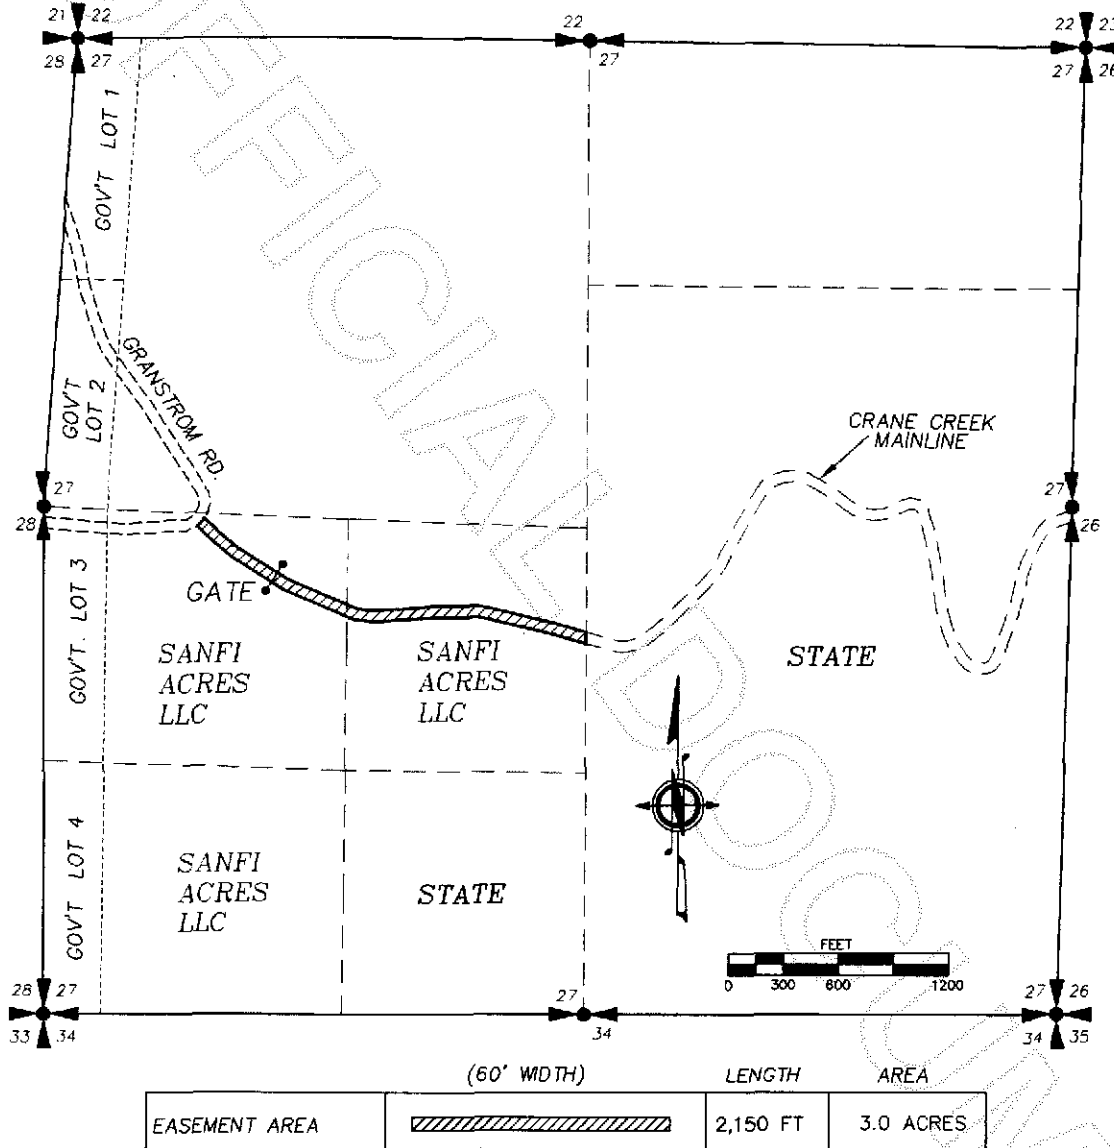 21 22
28 27
22
27
22 23
27 26
GOV'T LOT 1
GOV'T
LOT 2
GRANSTROM RD.
CRANE CREEK
MAINLINE
27
28
27
26
GOV'T. LOT 3
GATE
SANFI
ACRES
LLC
SANFI
ACRES
LLC
STATE
GOV'T LOT 4
SANFI
ACRES
LLC
STATE
FEET
0 300 600 1200
28 27
33 34
27
34
27 26
34 35
(60' WIDTH) LENGTH AREA
EASEMENT AREA 2,150 FT 3.0 ACRES
OFFICIAL DOCUM